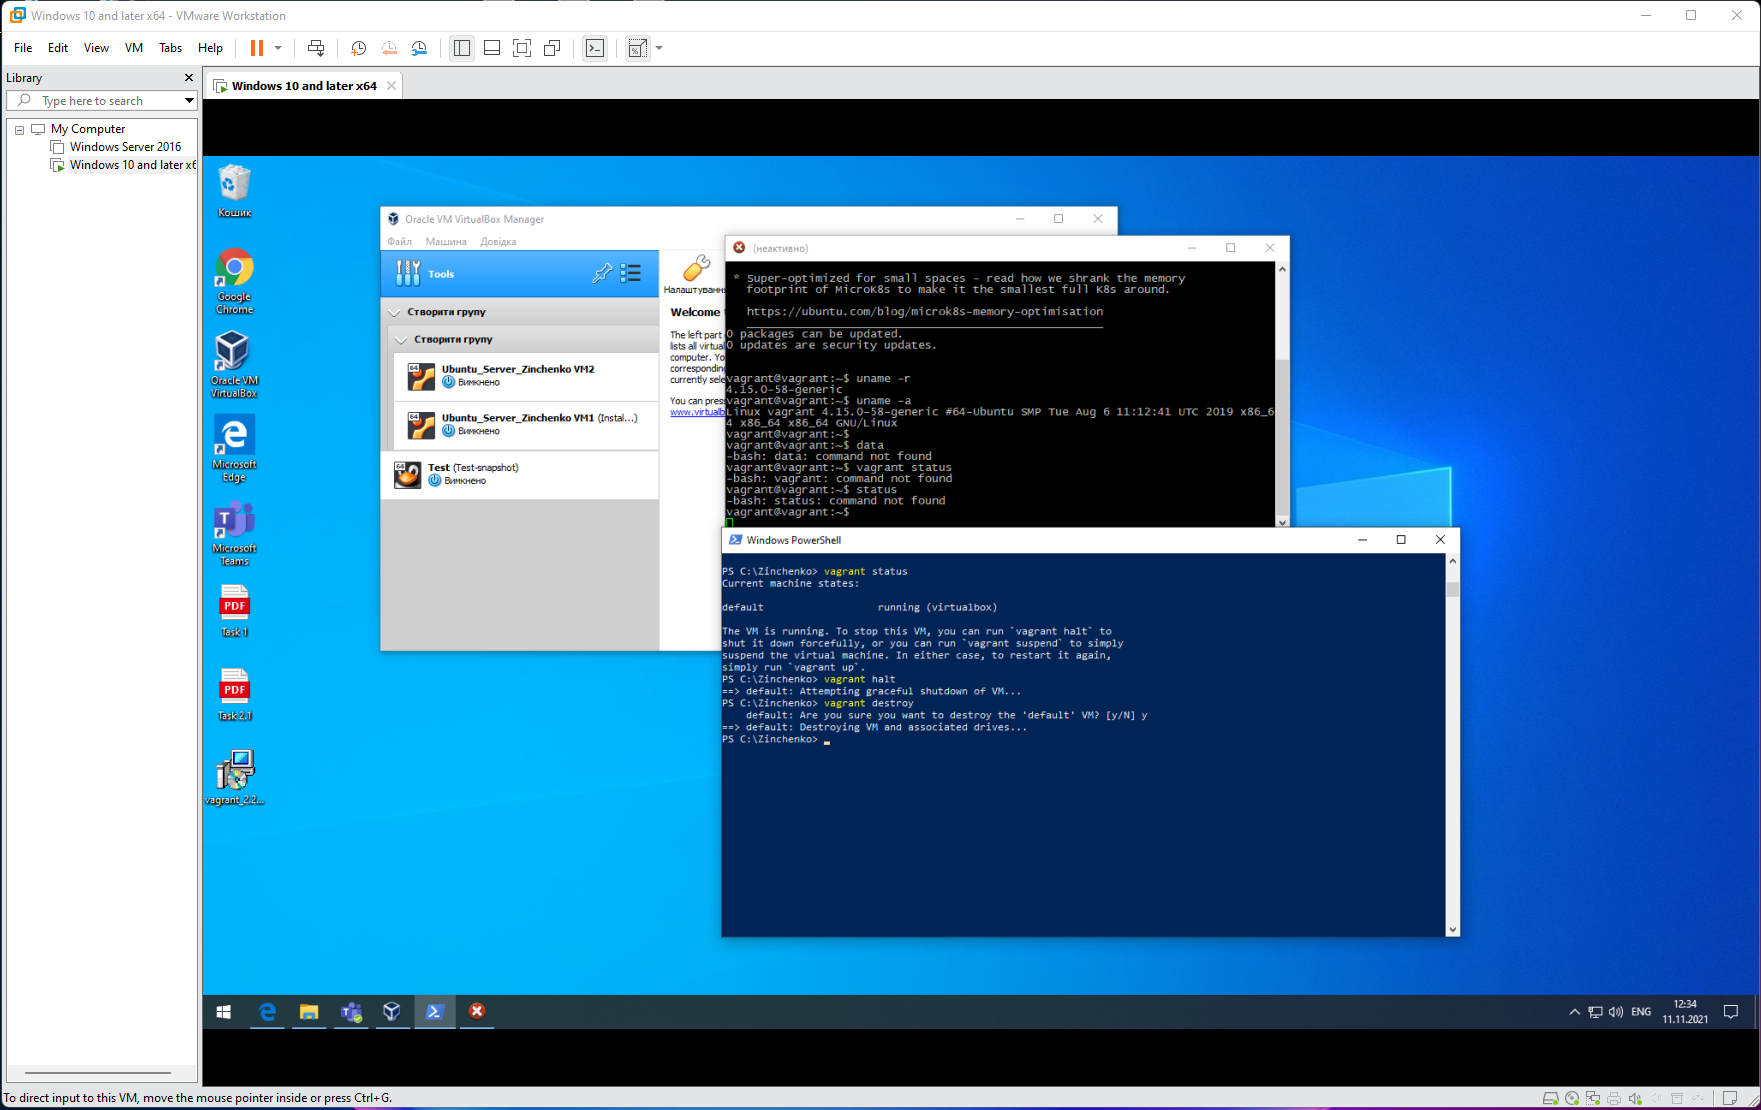 Windows 10 and later x64 - VMware Workstation
File Edit View VM Tabs Help
Library
Type here to search
My Computer
Windows Server 2016
Windows 10 and later x6
Windows 10 and later x64
Кошик
Google
Chrome
Oracle VM
VirtualBox
Microsoft
Edge
Microsoft
Teams
PDF
Task 1
PDF
Task 2.1
vagrant_2.2...
Oracle VM VirtualBox Manager
Файл Машина Довідка
Tools
Створити групу
Створити групу
64
Ubuntu_Server_Zinchenko VM2
Вимкнено
64
Ubuntu_Server_Zinchenko VM1 (Instal...)
Вимкнено
64
Test (Test-snapshot)
Вимкнено
Налаштування
Welcome
The left part
lists all virtua
computer. Yo
corresponding
currently sele
You can press
www.virtualb
(неактивно)
* Super-optimized for small spaces - read how we shrank the memory
footprint of MicroK8s to make it the smallest full K8s around.
https://ubuntu.com/blog/microk8s-memory-optimisation
0 packages can be updated.
0 updates are security updates.
vagrant@vagrant:~$ uname -r
4.15.0-58-generic
vagrant@vagrant:~$ uname -a
Linux vagrant 4.15.0-58-generic #64-Ubuntu SMP Tue Aug 6 11:12:41 UTC 2019 x86_6
4 x86_64 x86_64 GNU/Linux
vagrant@vagrant:~$
vagrant@vagrant:~$ data
-bash: data: command not found
vagrant@vagrant:~$ vagrant status
-bash: vagrant: command not found
vagrant@vagrant:~$ status
-bash: status: command not found
vagrant@vagrant:~$
Windows PowerShell
PS C:\Zinchenko> vagrant status
Current machine states:
default running (virtualbox)
The VM is running. To stop this VM, you can run `vagrant halt` to
shut it down forcefully, or you can run `vagrant suspend` to simply
suspend the virtual machine. In either case, to restart it again,
simply run `vagrant up`.
PS C:\Zinchenko> vagrant halt
==> default: Attempting graceful shutdown of VM...
PS C:\Zinchenko> vagrant destroy
default: Are you sure you want to destroy the 'default' VM? [y/N] y
==> default: Destroying VM and associated drives...
PS C:\Zinchenko>
ENG
12:34
11.11.2021
To direct input to this VM, move the mouse pointer inside or press Ctrl+G.